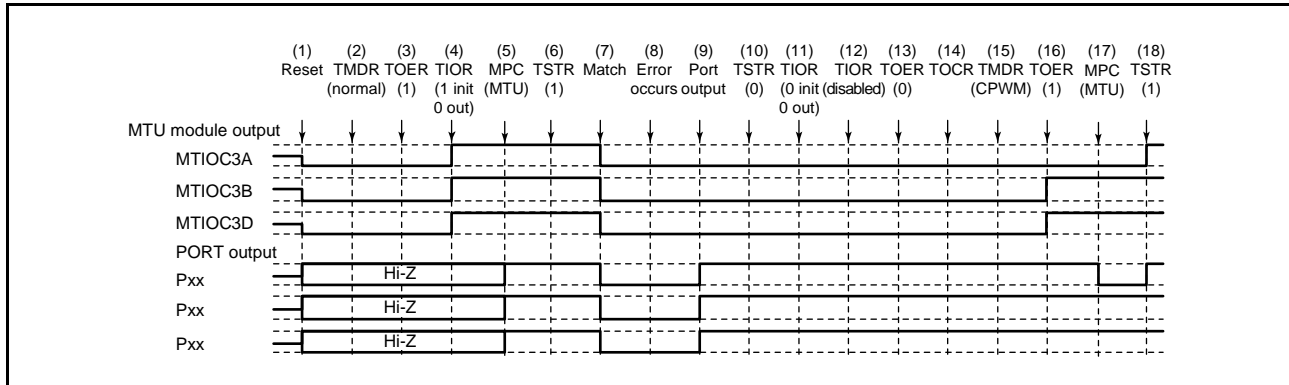 (1) (2) (3) (4) (5) (6) (7) (8) (9) (10) (11) (12) (13) (14) (15) (16) (17) (18)
Reset TMDR TOER TIOR MPC TSTR Match Error Port TSTR TIOR TIOR TOER TOCR TMDR TOER MPC TSTR
(normal) (1) (1 init (MTU) (1) occurs output (0) (0 init (disabled) (0) (CPWM) (1) (MTU) (1)
0 out) 0 out)
MTU module output
MTIOC3A
MTIOC3B
MTIOC3D
PORT output
Pxx Hi-Z
Pxx Hi-Z
Pxx Hi-Z